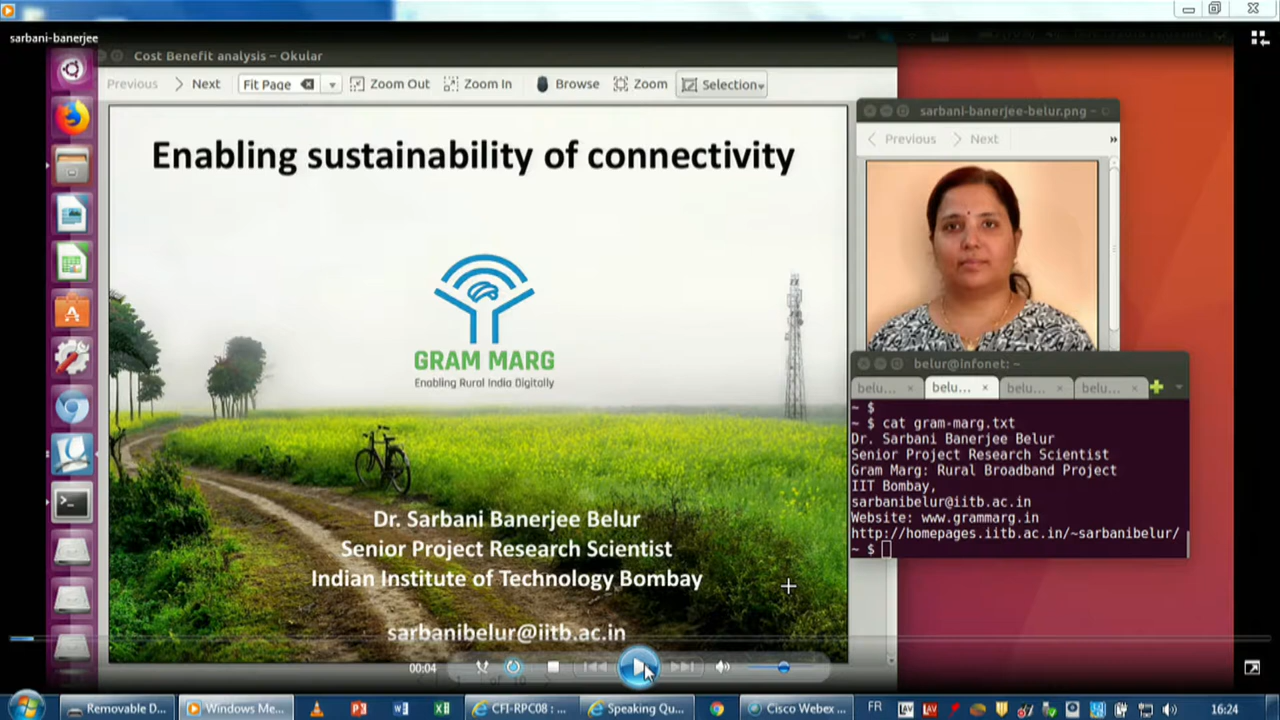 sarbani-banerjee
Cost Benefit analysis – Okular
Previous Next Fit Page Zoom Out Zoom In Browse Zoom Selection
Enabling sustainability of connectivity
GRAM MARG
Enabling Rural India Digitally
Dr. Sarbani Banerjee Belur
Senior Project Research Scientist
Indian Institute of Technology Bombay
sarbanibelur@iitb.ac.in
sarbani-banerjee-belur.png –
Previous Next »
belur@infonet: ~
belu... × belu... × belu... × belu... ×
~ $
~ $ cat gram-marg.txt
Dr. Sarbani Banerjee Belur
Senior Project Research Scientist
Gram Marg: Rural Broadband Project
IIT Bombay,
sarbanibelur@iitb.ac.in
Website: www.grammarg.in
http://homepages.iitb.ac.in/~sarbanibelur/
~ $
00:04
Removable D... Windows Me... CFI-RPC08 : ... Speaking Qu... Cisco Webex ... FR 16:24